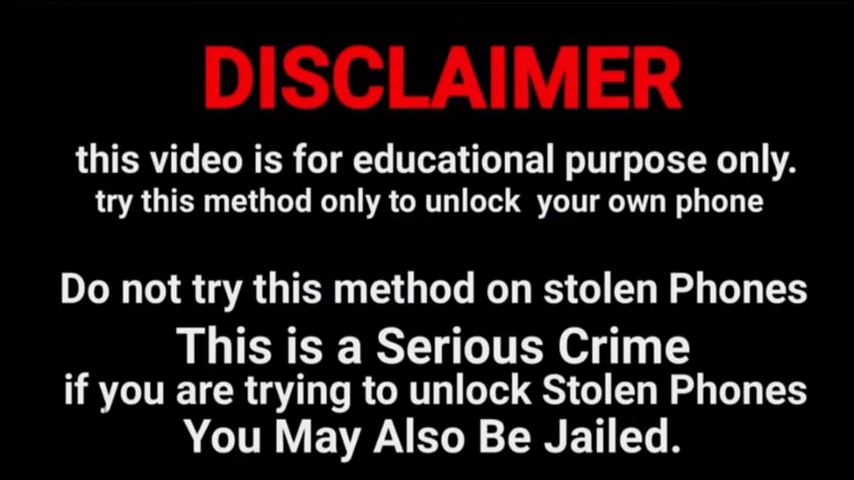 DISCLAIMER
this video is for educational purpose only.
try this method only to unlock your own phone
Do not try this method on stolen Phones
This is a Serious Crime
if you are trying to unlock Stolen Phones
You May Also Be Jailed.